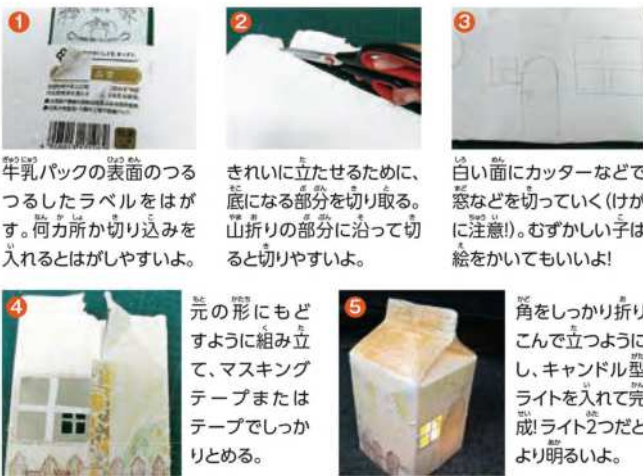 1
牛乳パックの表面のつる
つるしたラベルをはが
す。何カ所か切り込みを
入れるとはがしやすいよ。
2
きれいに立たせるために、
底になる部分を切り取る。
山折りの部分に沿って切
ると切りやすいよ。
3
白い面にカッターなどで
窓などを切っていく(けが
に注意!)。むずかしい子は
絵をかいてもいいよ!
4
元の形にもど
すように組み立
て、マスキング
テープまたは
テープでしっか
りとめる。
5
角をしっかり折り
こんで立つように
し、キャンドル型
ライトを入れて完
成!ライト2つだと
より明るいよ。